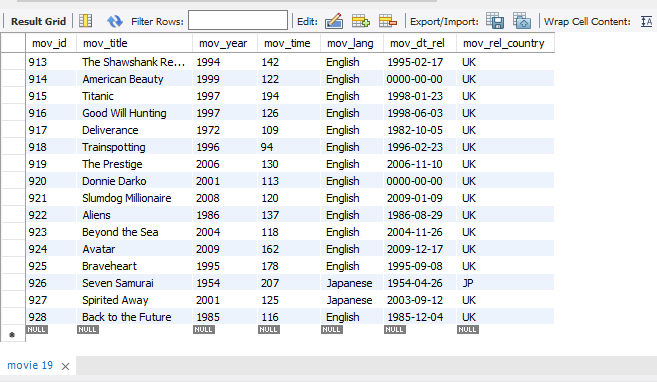 Result Grid Filter Rows: Edit: Export/Import: Wrap Cell Content: IA
mov_id mov_title mov_year mov_time mov_lang mov_dt_rel mov_rel_country
913 The Shawshank Re... 1994 142 English 1995-02-17 UK
914 American Beauty 1999 122 English 0000-00-00 UK
915 Titanic 1997 194 English 1998-01-23 UK
916 Good Will Hunting 1997 126 English 1998-06-03 UK
917 Deliverance 1972 109 English 1982-10-05 UK
918 Trainspotting 1996 94 English 1996-02-23 UK
919 The Prestige 2006 130 English 2006-11-10 UK
920 Donnie Darko 2001 113 English 0000-00-00 UK
921 Slumdog Millionaire 2008 120 English 2009-01-09 UK
922 Aliens 1986 137 English 1986-08-29 UK
923 Beyond the Sea 2004 118 English 2004-11-26 UK
924 Avatar 2009 162 English 2009-12-17 UK
925 Braveheart 1995 178 English 1995-09-08 UK
926 Seven Samurai 1954 207 Japanese 1954-04-26 JP
927 Spirited Away 2001 125 Japanese 2003-09-12 UK
928 Back to the Future 1985 116 English 1985-12-04 UK
NULL NULL NULL NULL NULL NULL NULL
movie 19